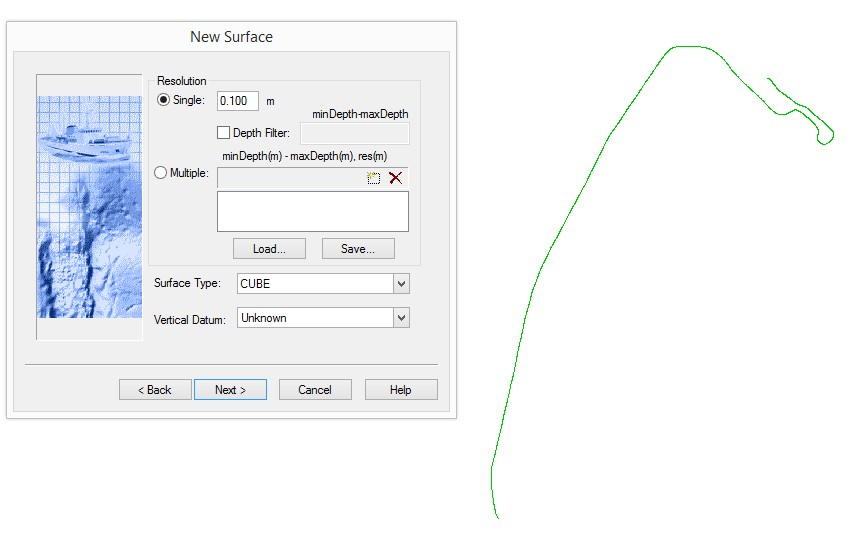 New Surface
Resolution
Single: 0.100 m
minDepth-maxDepth
Depth Filter:
minDepth(m) - maxDepth(m), res(m)
Multiple:
Load... Save...
Surface Type: CUBE
Vertical Datum: Unknown
< Back Next > Cancel Help